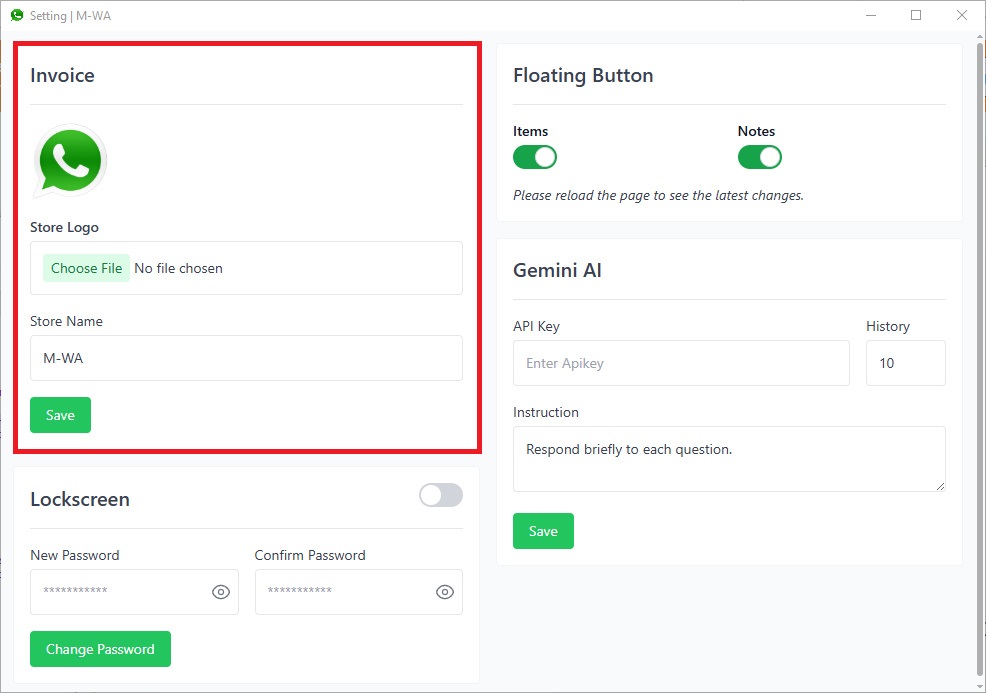 Setting | M-WA
Invoice
Store Logo
Choose File No file chosen
Store Name
M-WA
Save
Lockscreen
New Password Confirm Password
*********** ***********
Change Password
Floating Button
Items Notes
Please reload the page to see the latest changes.
Gemini AI
API Key History
Enter Apikey 10
Instruction
Respond briefly to each question.
Save